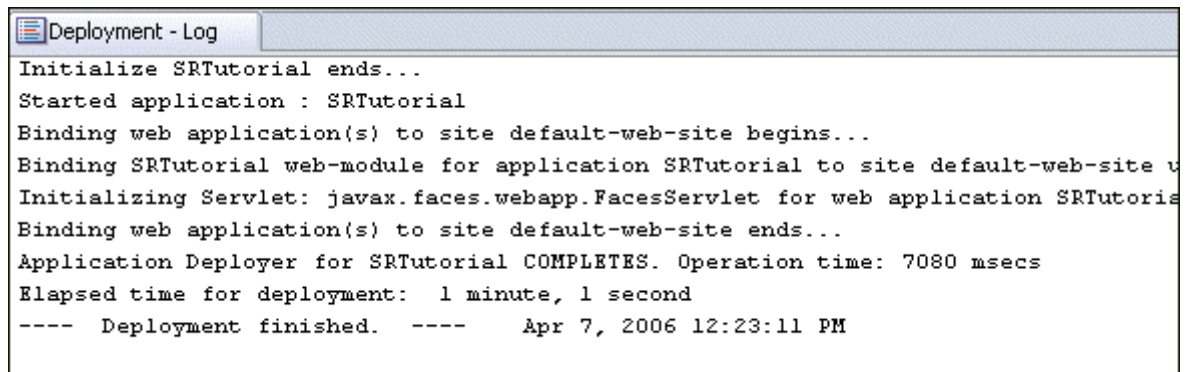 Deployment - Log
Initialize SRTutorial ends...
Started application : SRTutorial
Binding web application(s) to site default-web-site begins...
Binding SRTutorial web-module for application SRTutorial to site default-web-site
Initializing Servlet: javax.faces.webapp.FacesServlet for web application
Binding web application(s) to site default-web-site ends...
Application Deployer for SRTutorial COMPLETES. Operation time: 7080 msecs
Elapsed time for deployment:  1 minute, 1 second
----  Deployment finished.  ----    Apr 7, 2006 12:23:11 PM